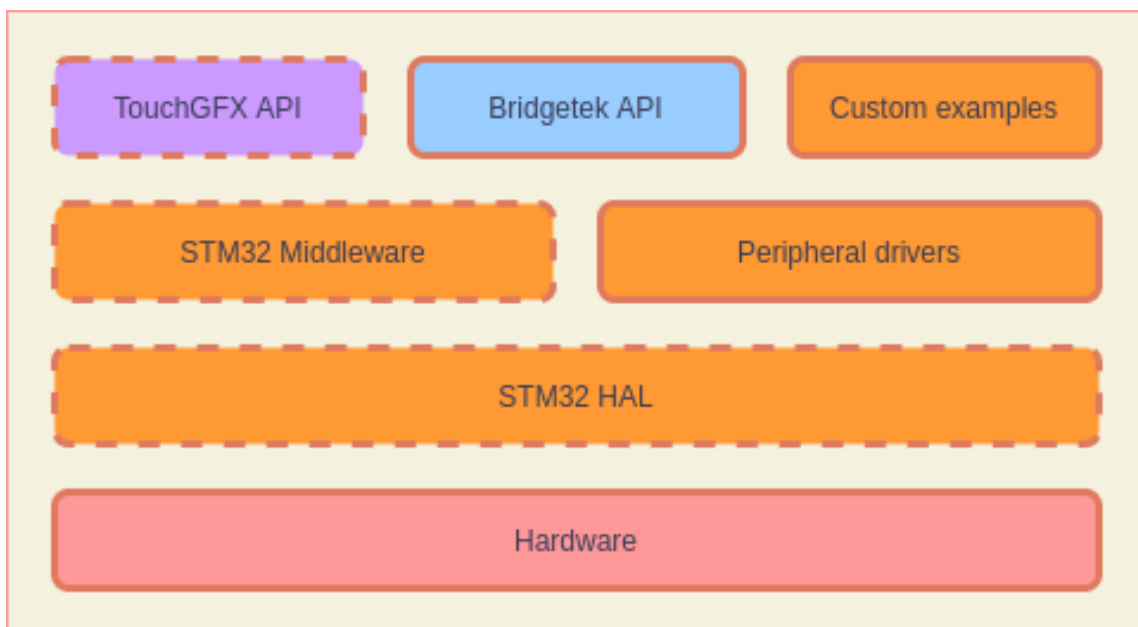 TouchGFX API
Bridgetek API
Custom examples
STM32 Middleware
Peripheral drivers
STM32 HAL
Hardware